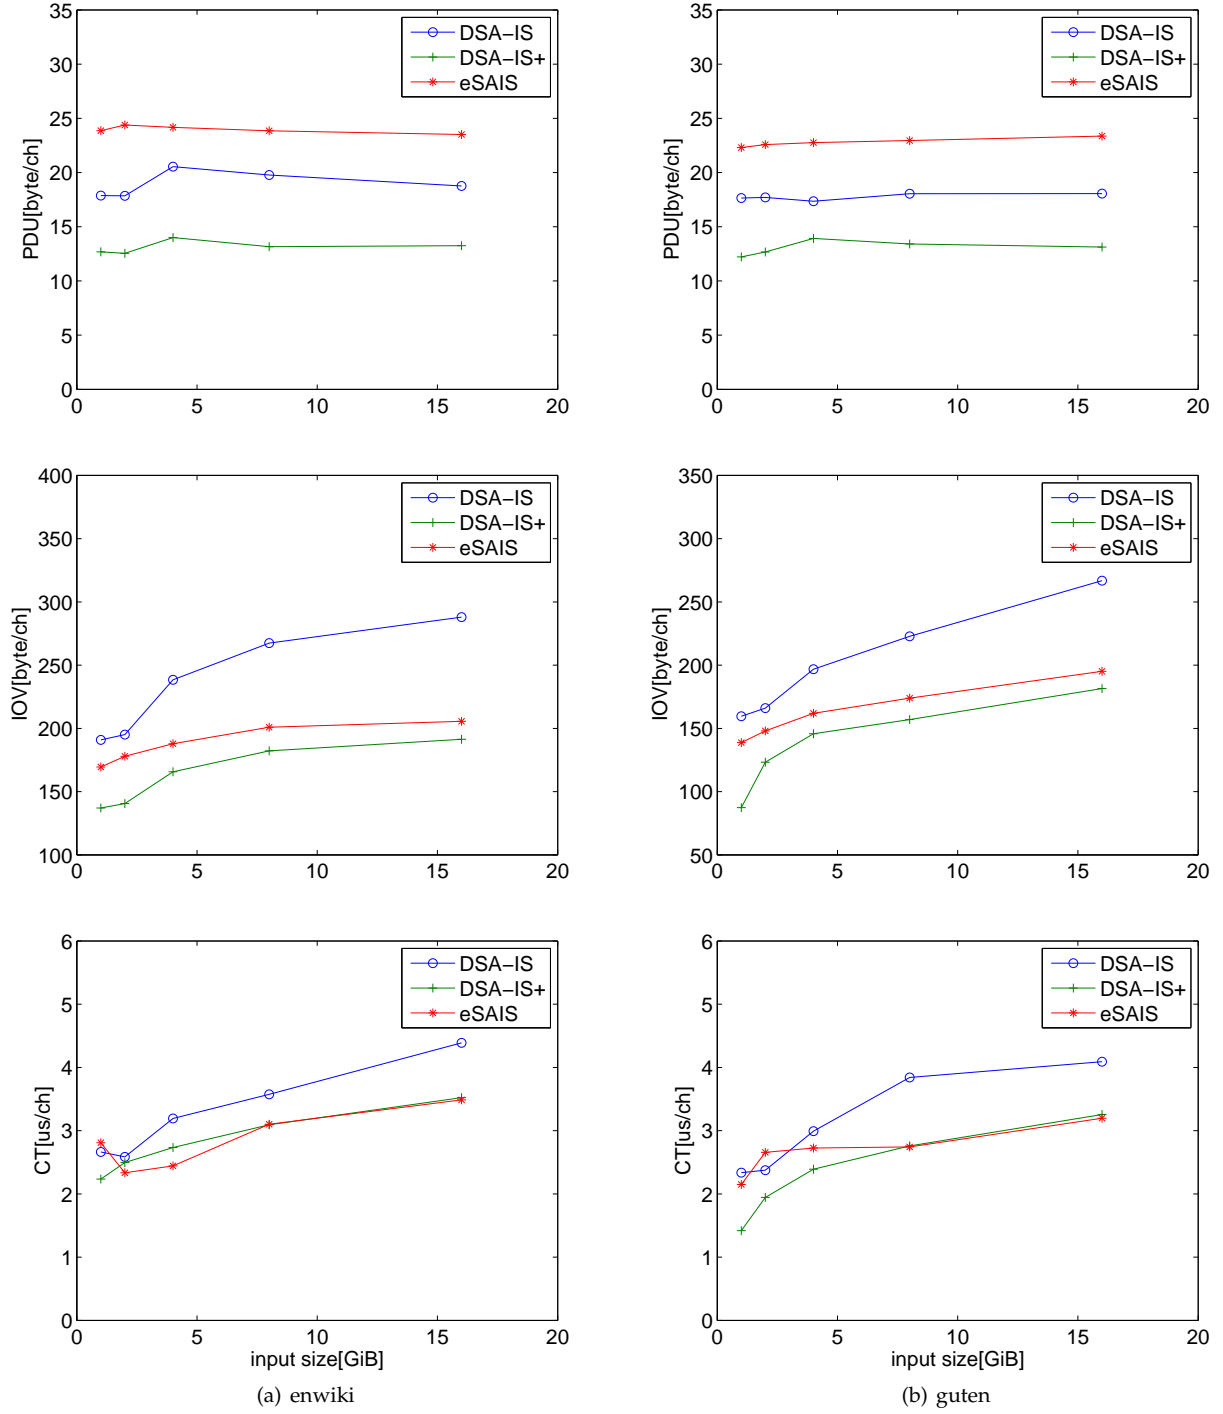 35
30
25
20
15
10
5
0
PDU[byte/ch]
DSA-IS
DSA-IS+
eSAIS
0 5 10 15 20
35
30
25
20
15
10
5
0
PDU[byte/ch]
DSA-IS
DSA-IS+
eSAIS
0 5 10 15 20
400
350
300
250
200
150
100
IOV[byte/ch]
DSA-IS
DSA-IS+
eSAIS
0 5 10 15 20
350
300
250
200
150
100
50
IOV[byte/ch]
DSA-IS
DSA-IS+
eSAIS
0 5 10 15 20
6
5
4
3
2
1
0
CT[us/ch]
DSA-IS
DSA-IS+
eSAIS
0 5 10 15 20
input size[GiB]
(a) enwiki
6
5
4
3
2
1
0
CT[us/ch]
DSA-IS
DSA-IS+
eSAIS
0 5 10 15 20
input size[GiB]
(b) guten